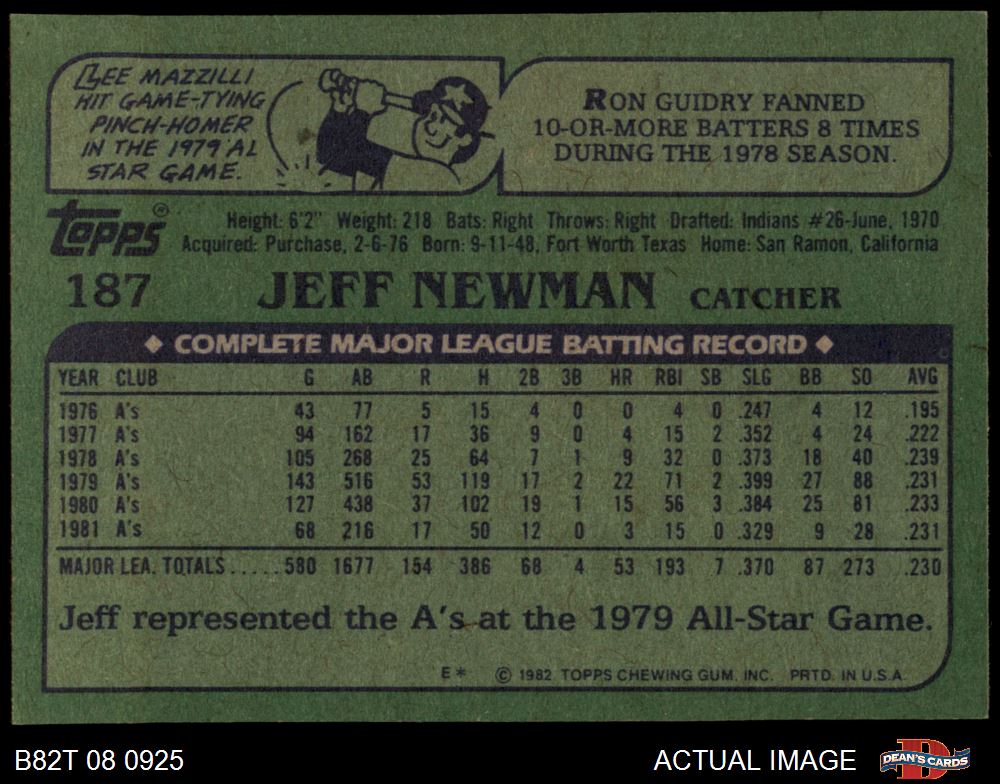 LEE MAZZILLI
HIT GAME-TYING
PINCH-HOMER
IN THE 1979 ALL
STAR GAME.
RON GUIDRY FANNED
10-OR-MORE BATTERS 8 TIMES
DURING THE 1978 SEASON.
Topps®
Height: 6'2" Weight: 218 Bats: Right Throws: Right Drafted: Indians #26-June, 1970
Acquired: Purchase, 2-6-76 Born: 9-11-48, Fort Worth Texas Home: San Ramon, California
187 JEFF NEWMAN CATCHER
◆ COMPLETE MAJOR LEAGUE BATTING RECORD ◆
YEAR CLUB G AB R H 2B 3B HR RBI SB SLG BB SO AVG
1976 A's 43 77 5 15 4 0 0 4 0 .247 4 12 .195
1977 A's 94 162 17 36 9 0 4 15 2 .352 4 24 .222
1978 A's 105 268 25 64 7 1 9 32 0 .373 18 40 .239
1979 A's 143 516 53 119 17 2 22 71 2 .399 27 88 .231
1980 A's 127 438 37 102 19 1 15 56 3 .384 25 81 .233
1981 A's 68 216 17 50 12 0 3 15 0 .329 9 28 .231
MAJOR LEA. TOTALS.....580 1677 154 386 68 4 53 193 7 .370 87 273 .230
Jeff represented the A's at the 1979 All-Star Game.
E* © 1982 TOPPS CHEWING GUM, INC. PRTD. IN U.S.A.
B82T 08 0925 ACTUAL IMAGE DEAN'S CARDS